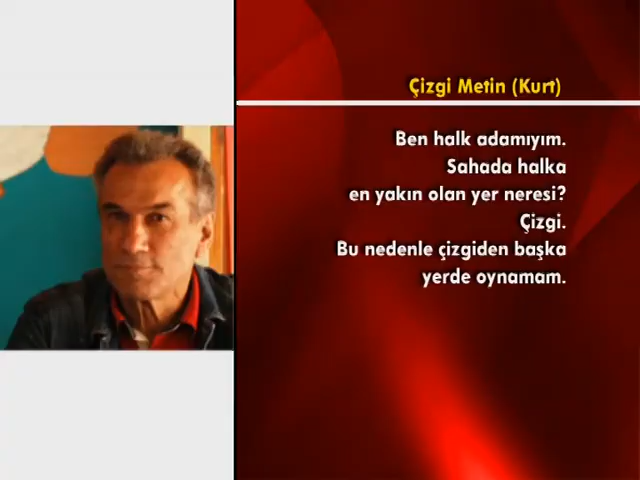 Çizgi Metin (Kurt)
Ben halk adamıyım.
Sahada halka
en yakın olan yer neresi?
Çizgi.
Bu nedenle çizgiden başka
yerde oynamam.